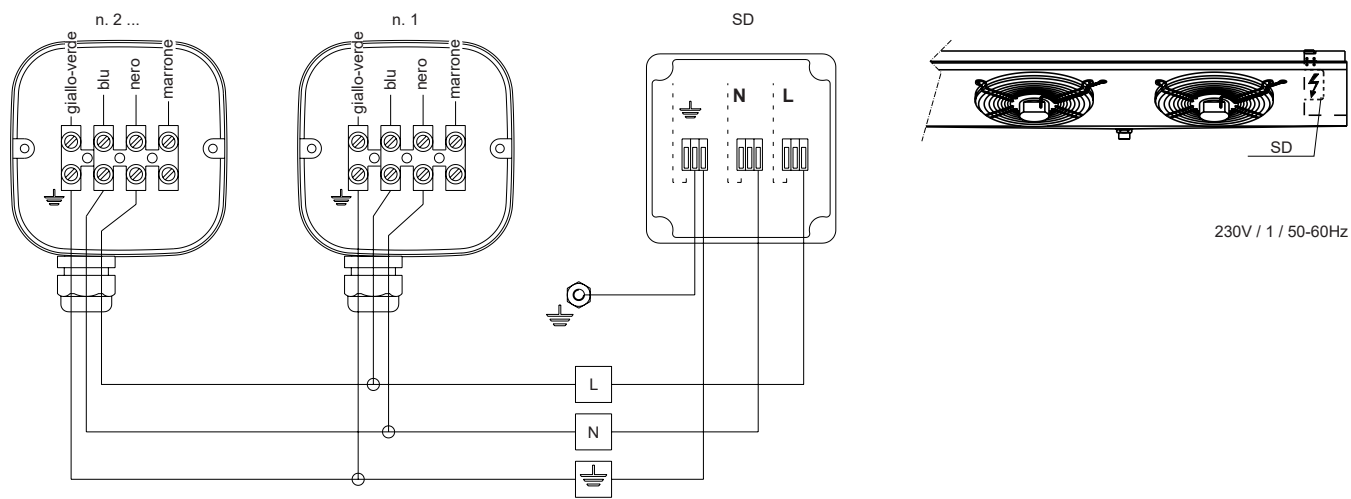 n. 2 ...
giallo-verde
blu
nero
marrone
n. 1
giallo-verde
blu
nero
marrone
SD
N
L
L
N
SD
230V / 1 / 50-60Hz